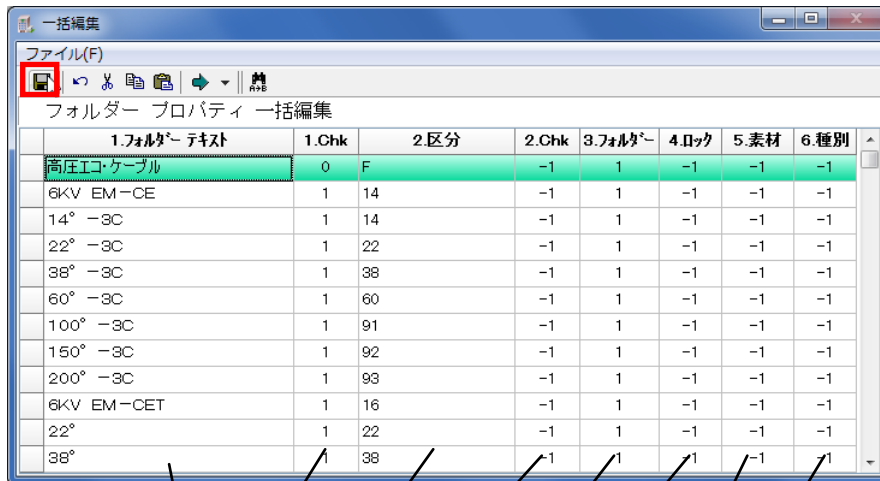 一括編集
ファイル(F)
A→B
フォルダー プロパティ 一括編集
1.フォルダー テキスト 1.Chk 2.区分 2.Chk 3.フォルダー 4.ロック 5.素材 6.種別
高圧エコ・ケーブル 0 F -1 1 -1 -1 -1
6KV EM-CE 1 14 -1 1 -1 -1 -1
14° -3C 1 14 -1 1 -1 -1 -1
22° -3C 1 22 -1 1 -1 -1 -1
38° -3C 1 38 -1 1 -1 -1 -1
60° -3C 1 60 -1 1 -1 -1 -1
100° -3C 1 91 -1 1 -1 -1 -1
150° -3C 1 92 -1 1 -1 -1 -1
200° -3C 1 93 -1 1 -1 -1 -1
6KV EM-CET 1 16 -1 1 -1 -1 -1
22° 1 22 -1 1 -1 -1 -1
38° 1 38 -1 1 -1 -1 -1